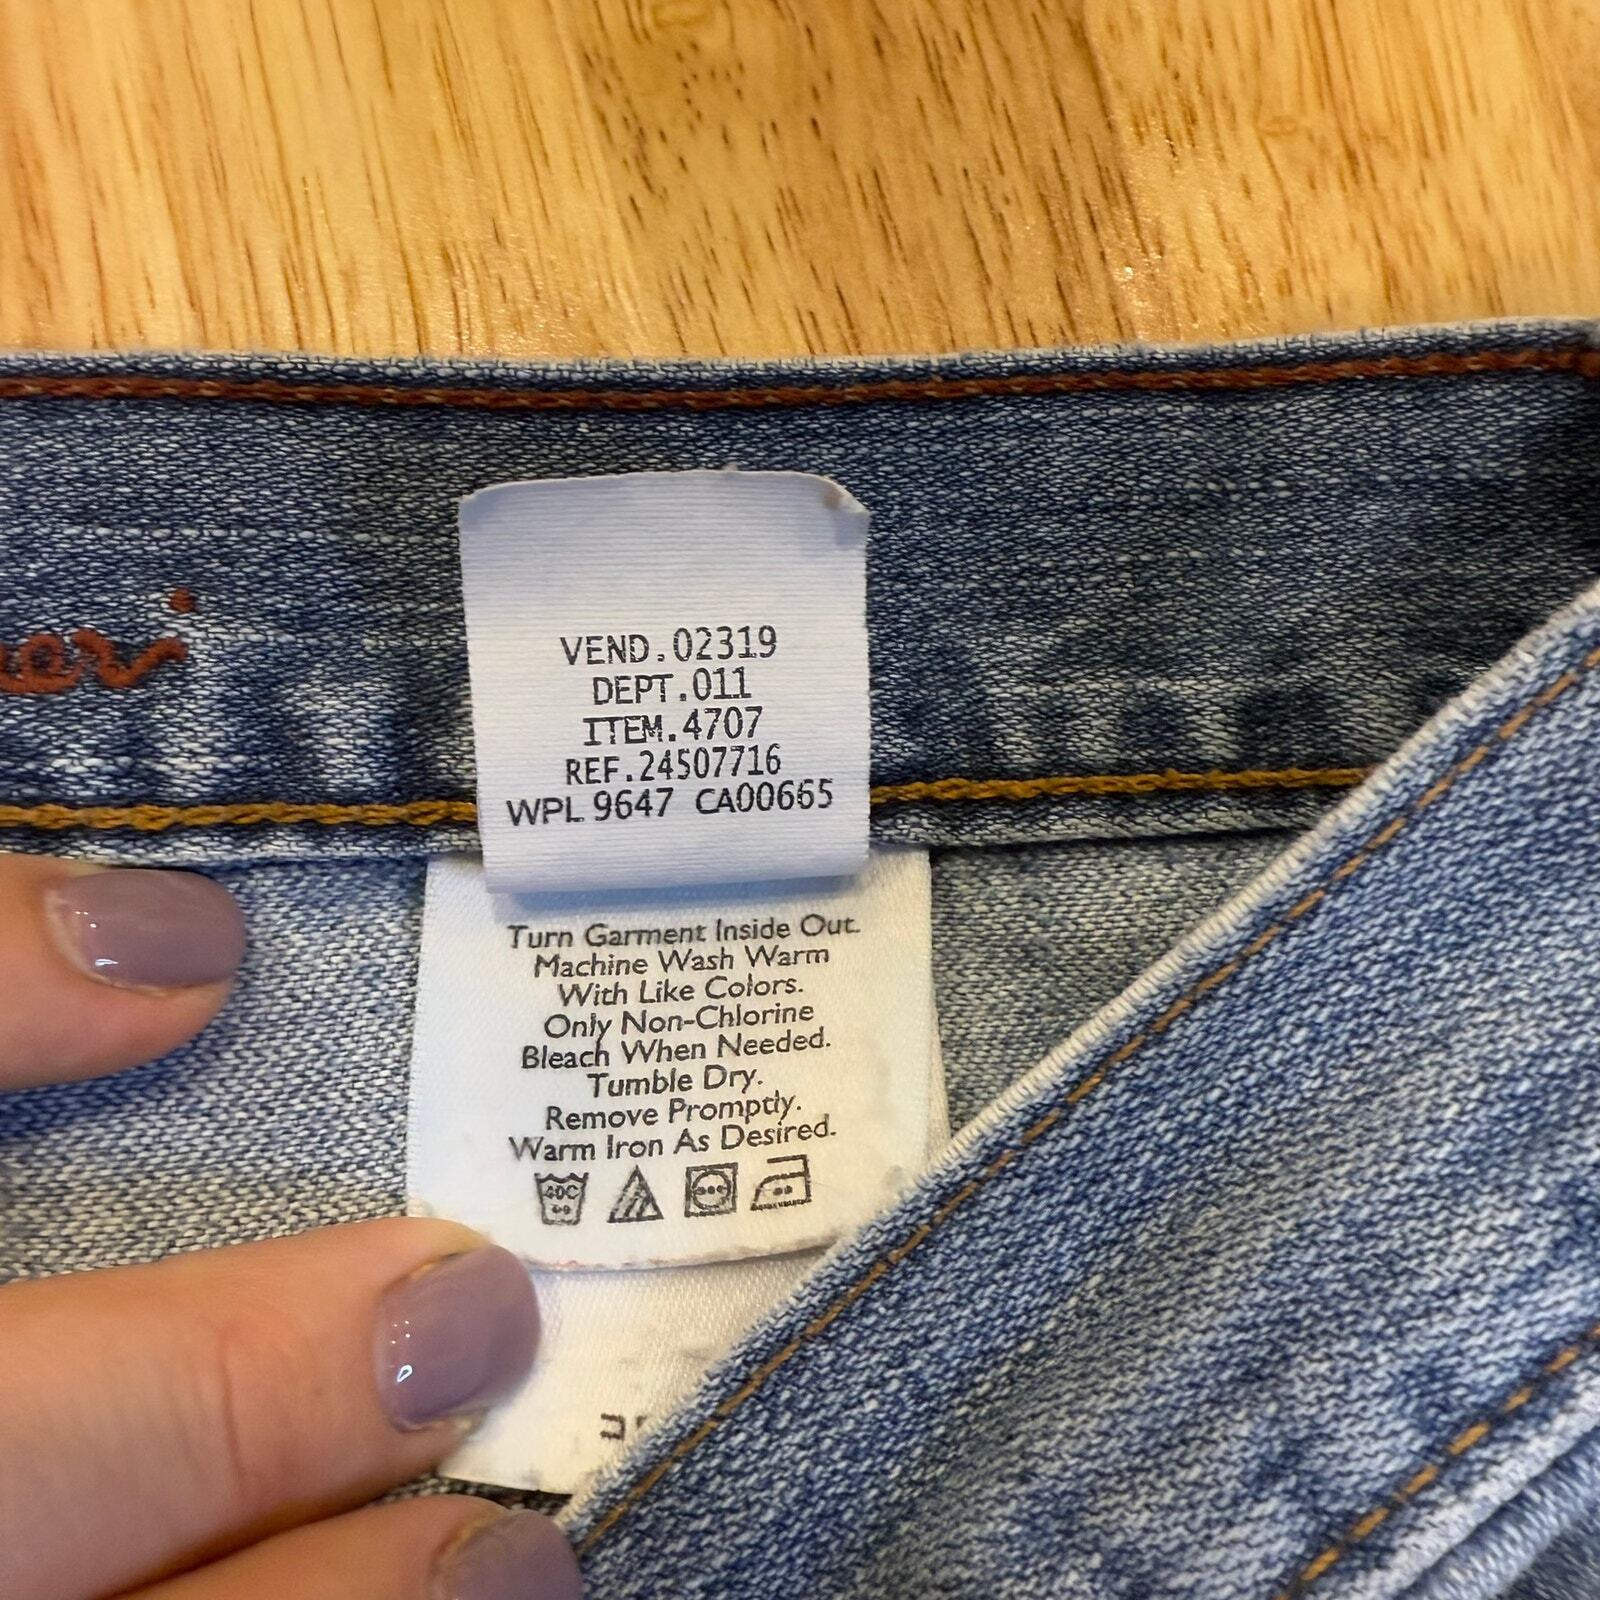 VEND.02319
DEPT.011
ITEM.4707
REF.24507716
WPL 9647 CA00665
Turn Garment Inside Out.
Machine Wash Warm
With Like Colors.
Only Non-Chlorine
Bleach When Needed.
Tumble Dry.
Remove Promptly.
Warm Iron As Desired.
40C